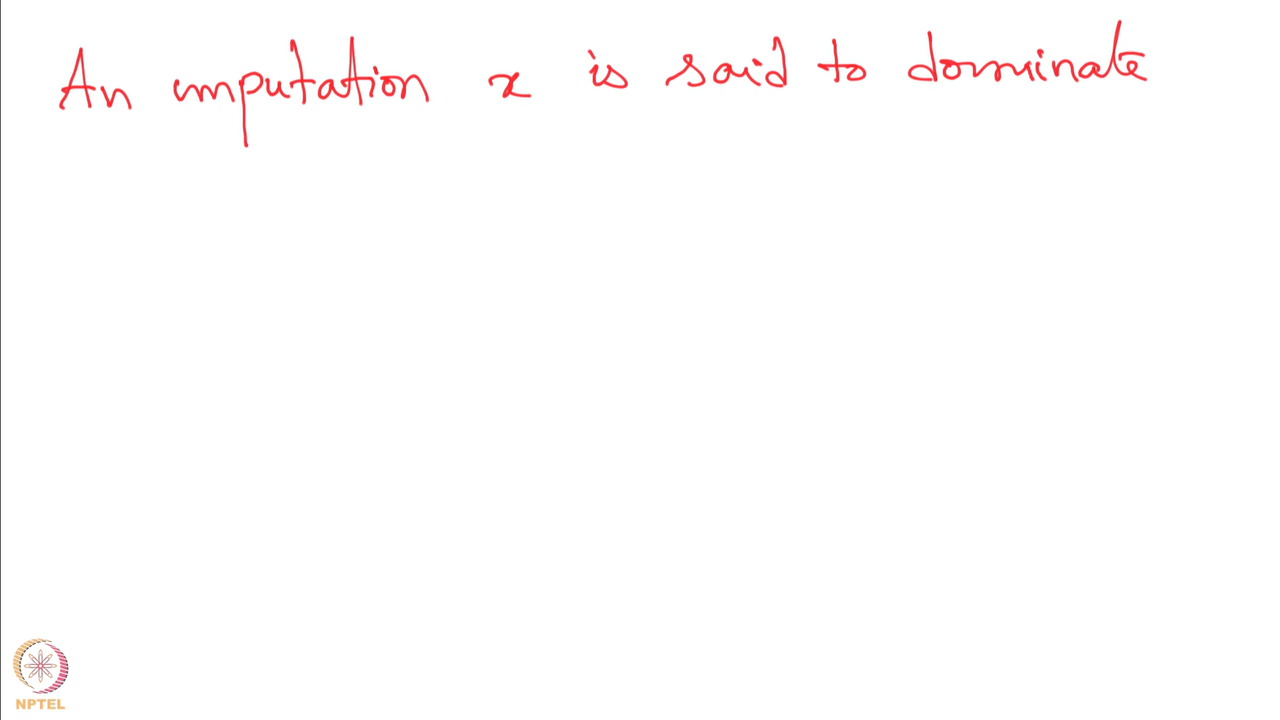 An imputation x is said to dominate
NPTEL